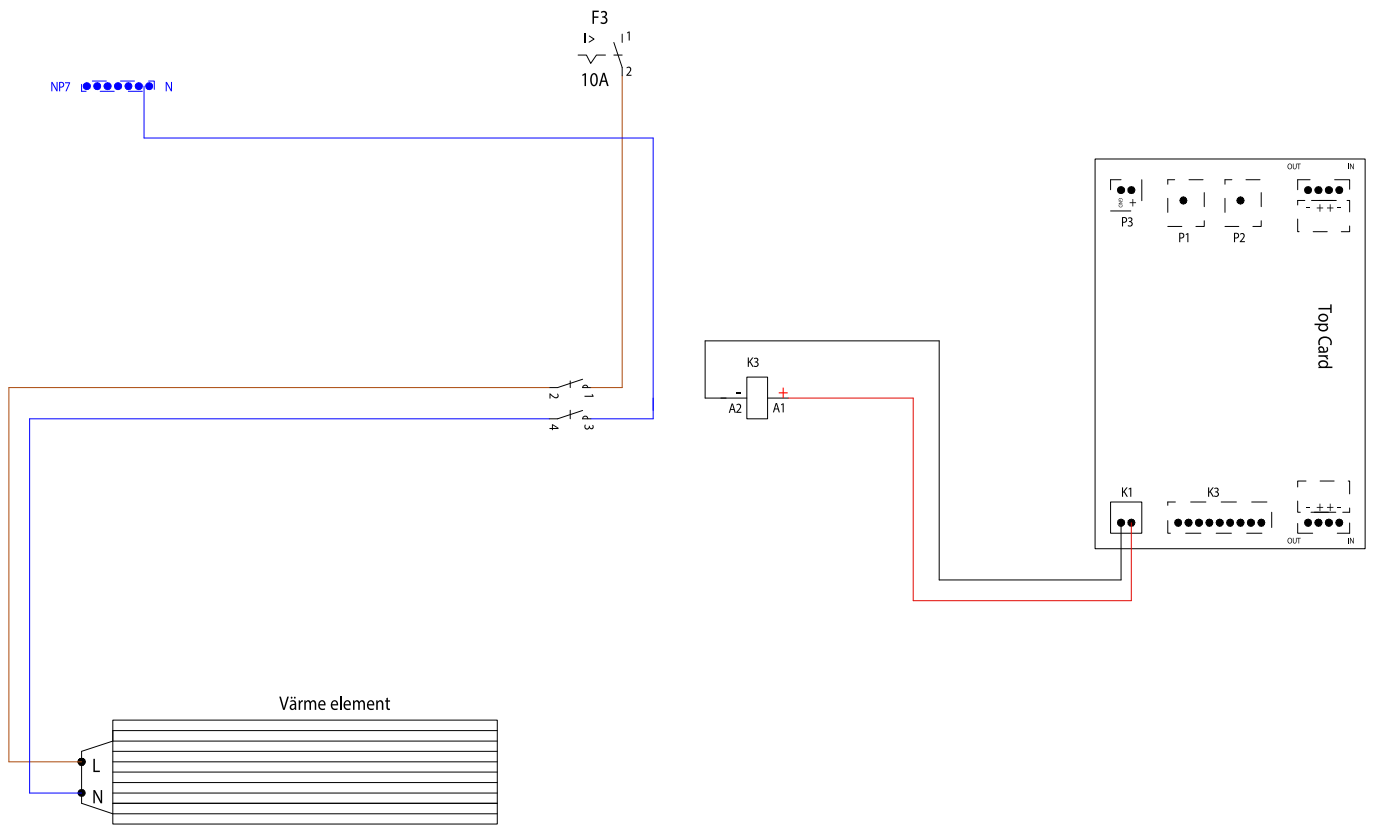 F3
I>
1
2
10A
NP7
N
OUT
IN
GND
+
- + + -
P3
P1
P2
Top Card
K3
-
+
A2
A1
2
1
4
3
K1
K3
- + + -
OUT
IN
Värme element
L
N